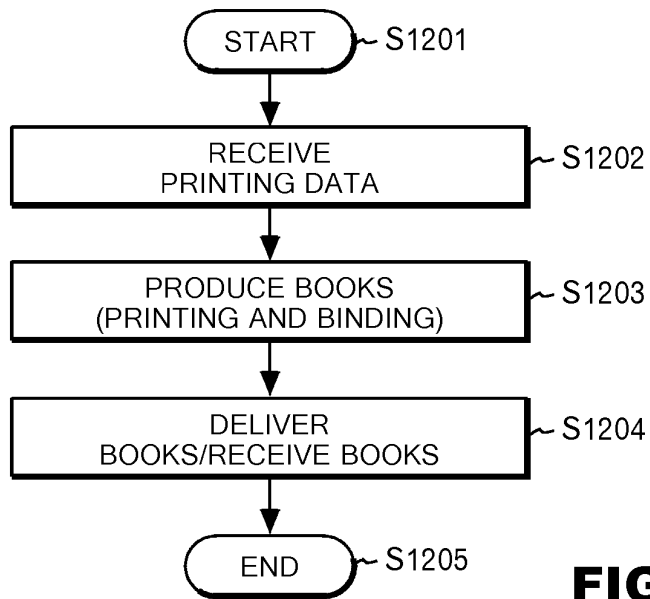 START
S1201
RECEIVE
PRINTING DATA
S1202
PRODUCE BOOKS
(PRINTING AND BINDING)
S1203
DELIVER
BOOKS/RECEIVE BOOKS
S1204
END
S1205
FIG